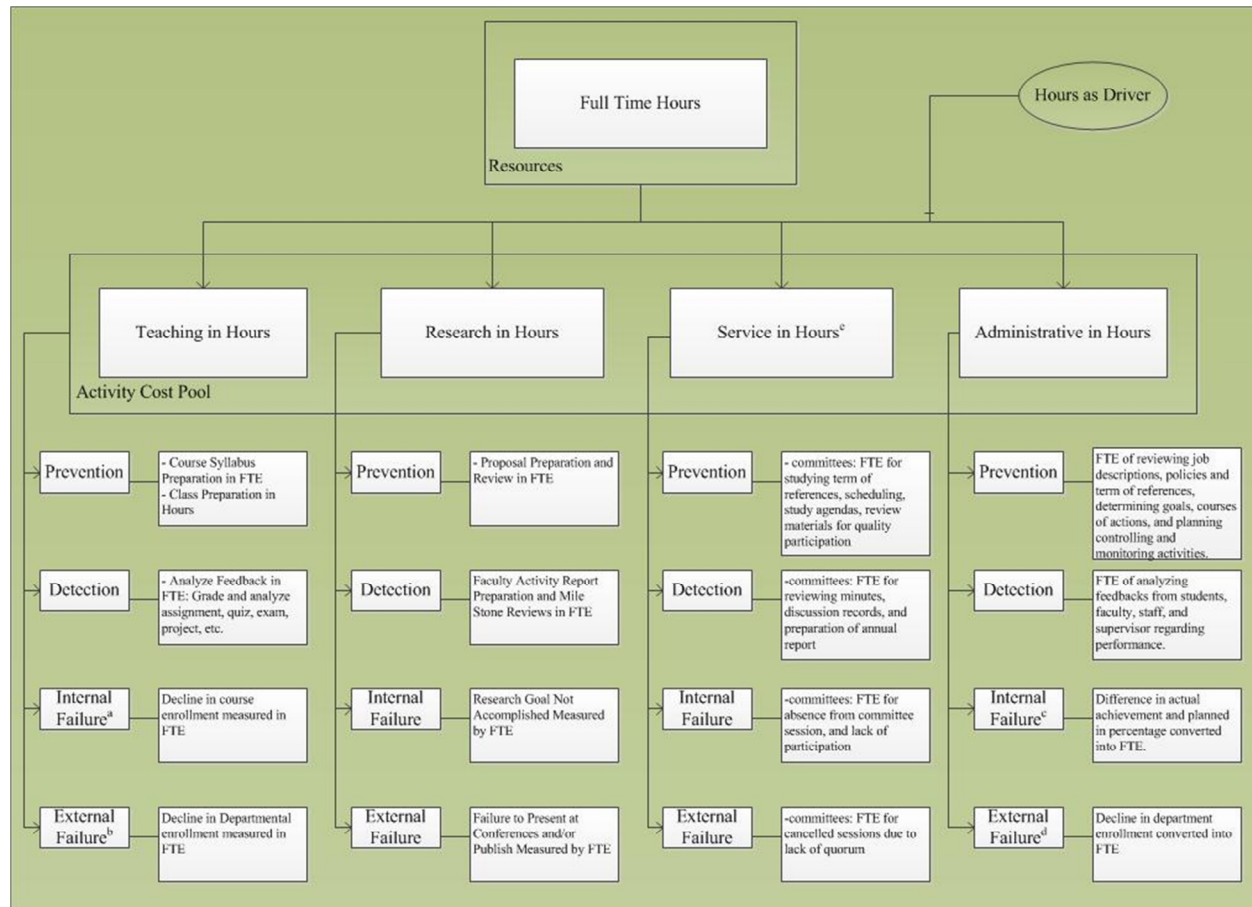 Full Time Hours
Hours as Driver
Resources
Teaching in Hours
Research in Hours
Service in Hoursᵉ
Administrative in Hours
Activity Cost Pool
Prevention
- Course Syllabus
Preparation in FTE
- Class Preparation in
Hours
Prevention
- Proposal Preparation and
Review in FTE
Prevention
- committees: FTE for
studying term of
references, scheduling,
study agendas, review
materials for quality
participation
Prevention
FTE of reviewing job
descriptions, policies and
term of references,
determining goals, courses
of actions, and planning
controlling and
monitoring activities.
Detection
- Analyze Feedback in
FTE: Grade and analyze
assignment, quiz, exam,
project, etc.
Detection
Faculty Activity Report
Preparation and Mile
Stone Reviews in FTE
Detection
-committees: FTE for
reviewing minutes,
discussion records, and
preparation of annual
report
Detection
FTE of analyzing
feedbacks from students,
faculty, staff, and
supervisor regarding
performance.
Internal
Failureᵃ
Decline in course
enrollment measured in
FTE
Internal
Failure
Research Goal Not
Accomplished Measured
by FTE
Internal
Failure
-committees: FTE for
absence from committee
session, and lack of
participation
Internal
Failureᶜ
Difference in actual
achievement and planned
in percentage converted
into FTE.
External
Failureᵇ
Decline in Departmental
enrollment measured in
FTE
External
Failure
Failure to Present at
Conferences and/or
Publish Measured by FTE
External
Failure
-committees: FTE for
cancelled sessions due to
lack of quorum
External
Failureᵈ
Decline in department
enrollment converted into
FTE